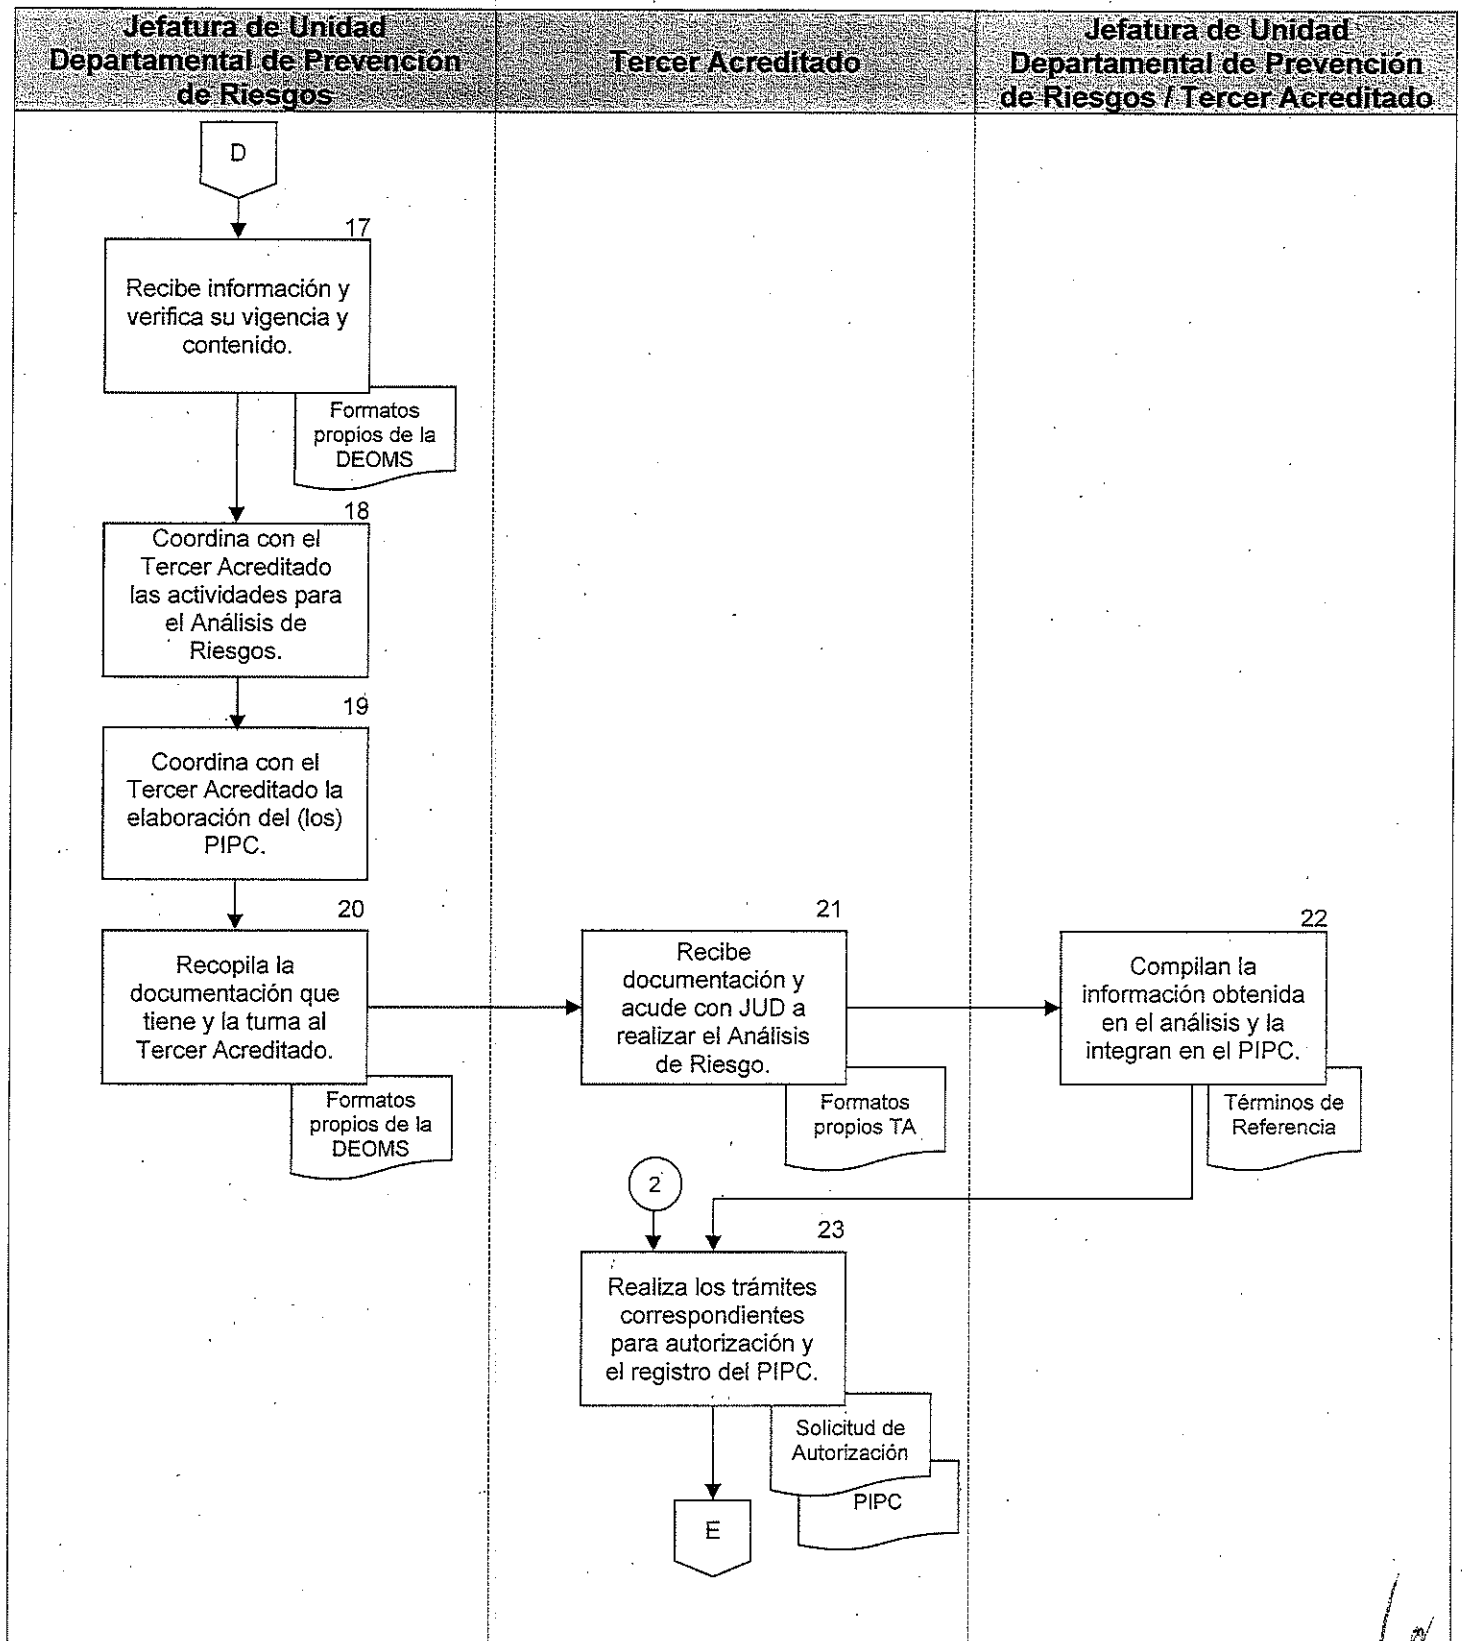 Jefatura de Unidad
Departamental de Prevención
de Riesgos
Tercer Acreditado
Jefatura de Unidad
Departamental de Prevención
de Riesgos / Tercer Acreditado
D
17
Recibe información y
verifica su vigencia y
contenido.
Formatos
propios de la
DEOMS
18
Coordina con el
Tercer Acreditado
las actividades para
el Análisis de
Riesgos.
19
Coordina con el
Tercer Acreditado la
elaboración del (los)
PIPC.
20
Recopila la
documentación que
tiene y la turna al
Tercer Acreditado.
Formatos
propios de la
DEOMS
21
Recibe
documentación y
acude con JUD a
realizar el Análisis
de Riesgo.
Formatos
propios TA
22
Compilan la
información obtenida
en el análisis y la
integran en el PIPC.
Términos de
Referencia
2
23
Realiza los trámites
correspondientes
para autorización y
el registro del PIPC.
Solicitud de
Autorización
PIPC
E